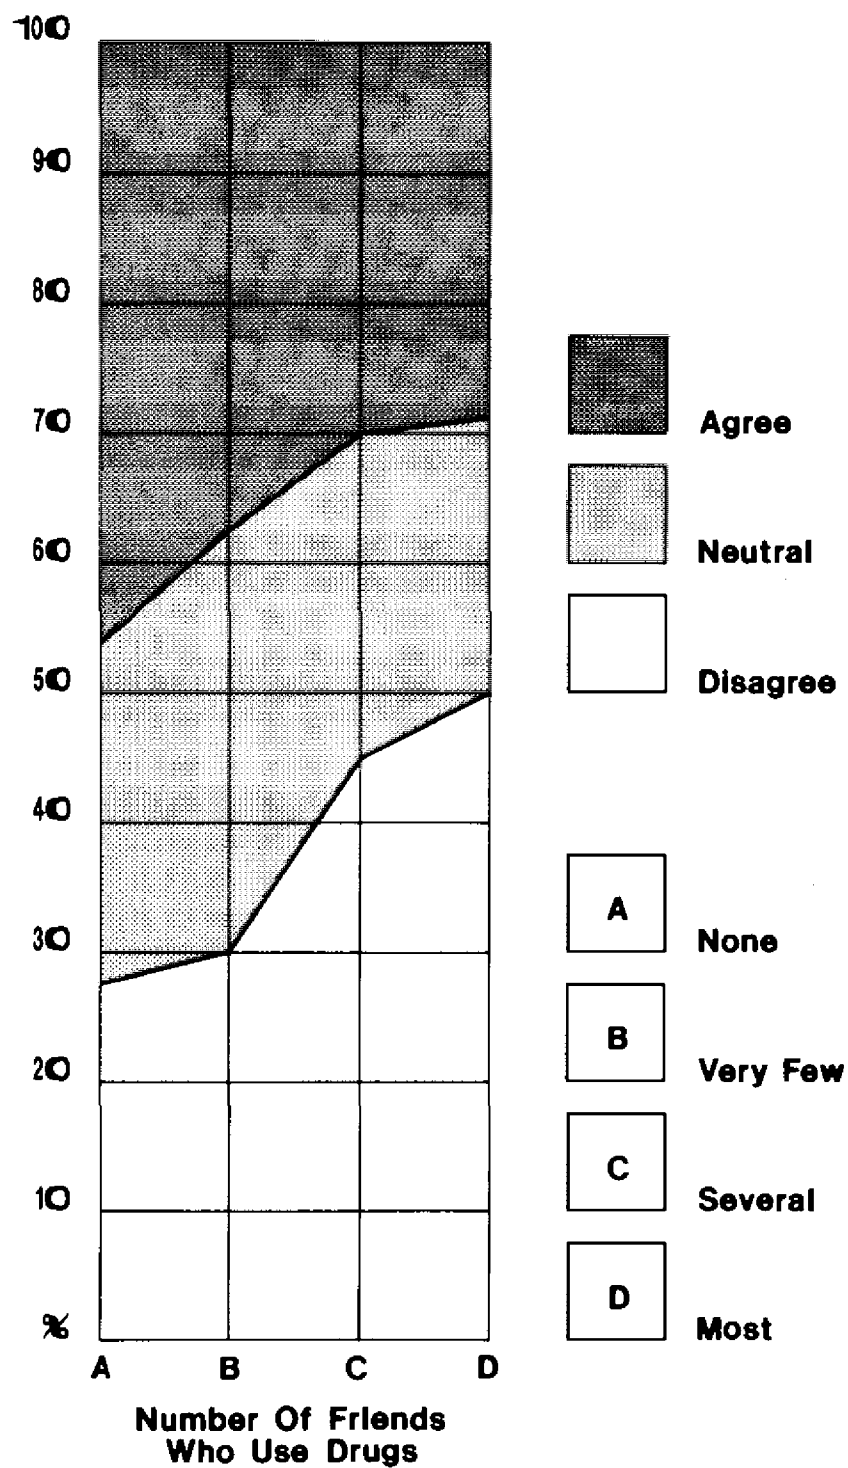 100
90
80
70
60
50
40
30
20
10
%
A B C D
Number Of Friends
Who Use Drugs
Agree
Neutral
Disagree
A None
B Very Few
C Several
D Most